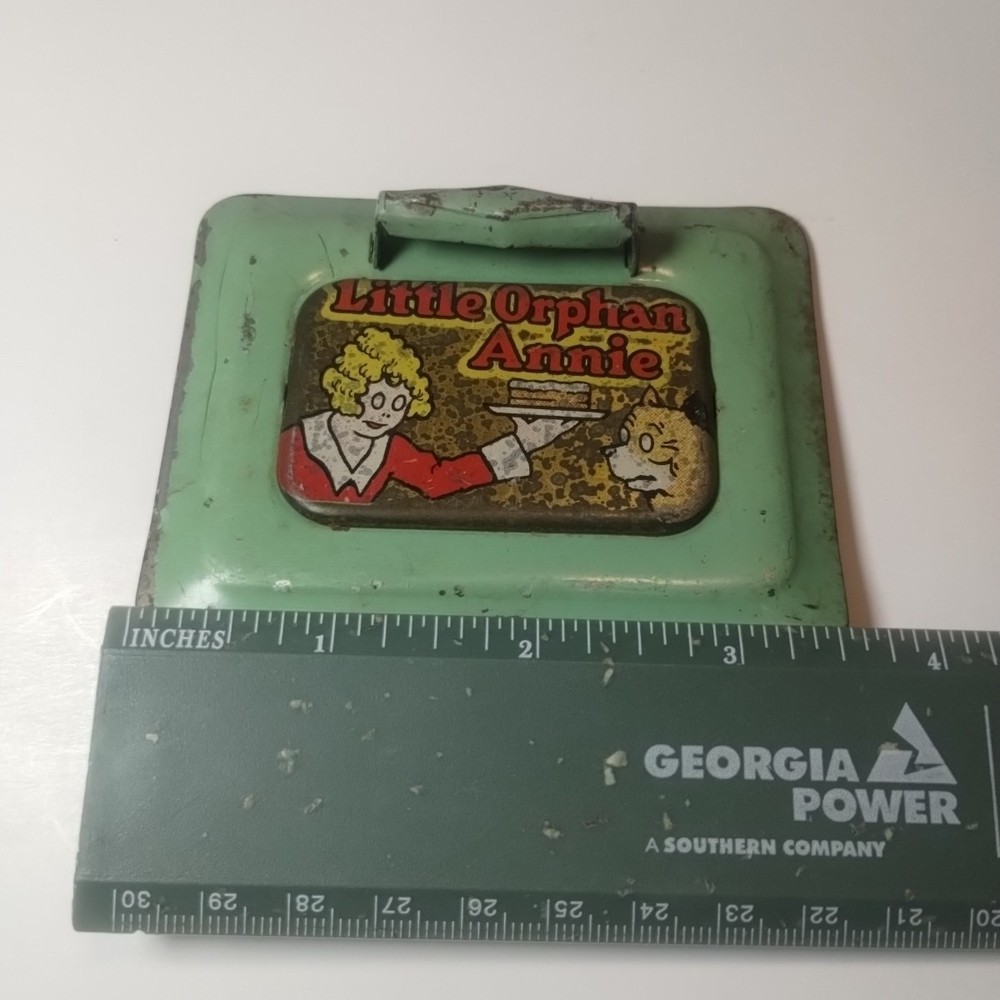 Little Orphan
Annie
INCHES 1 2 3 4
GEORGIA
POWER
A SOUTHERN COMPANY
30 29 28 27 26 25 24 23 22 21 20